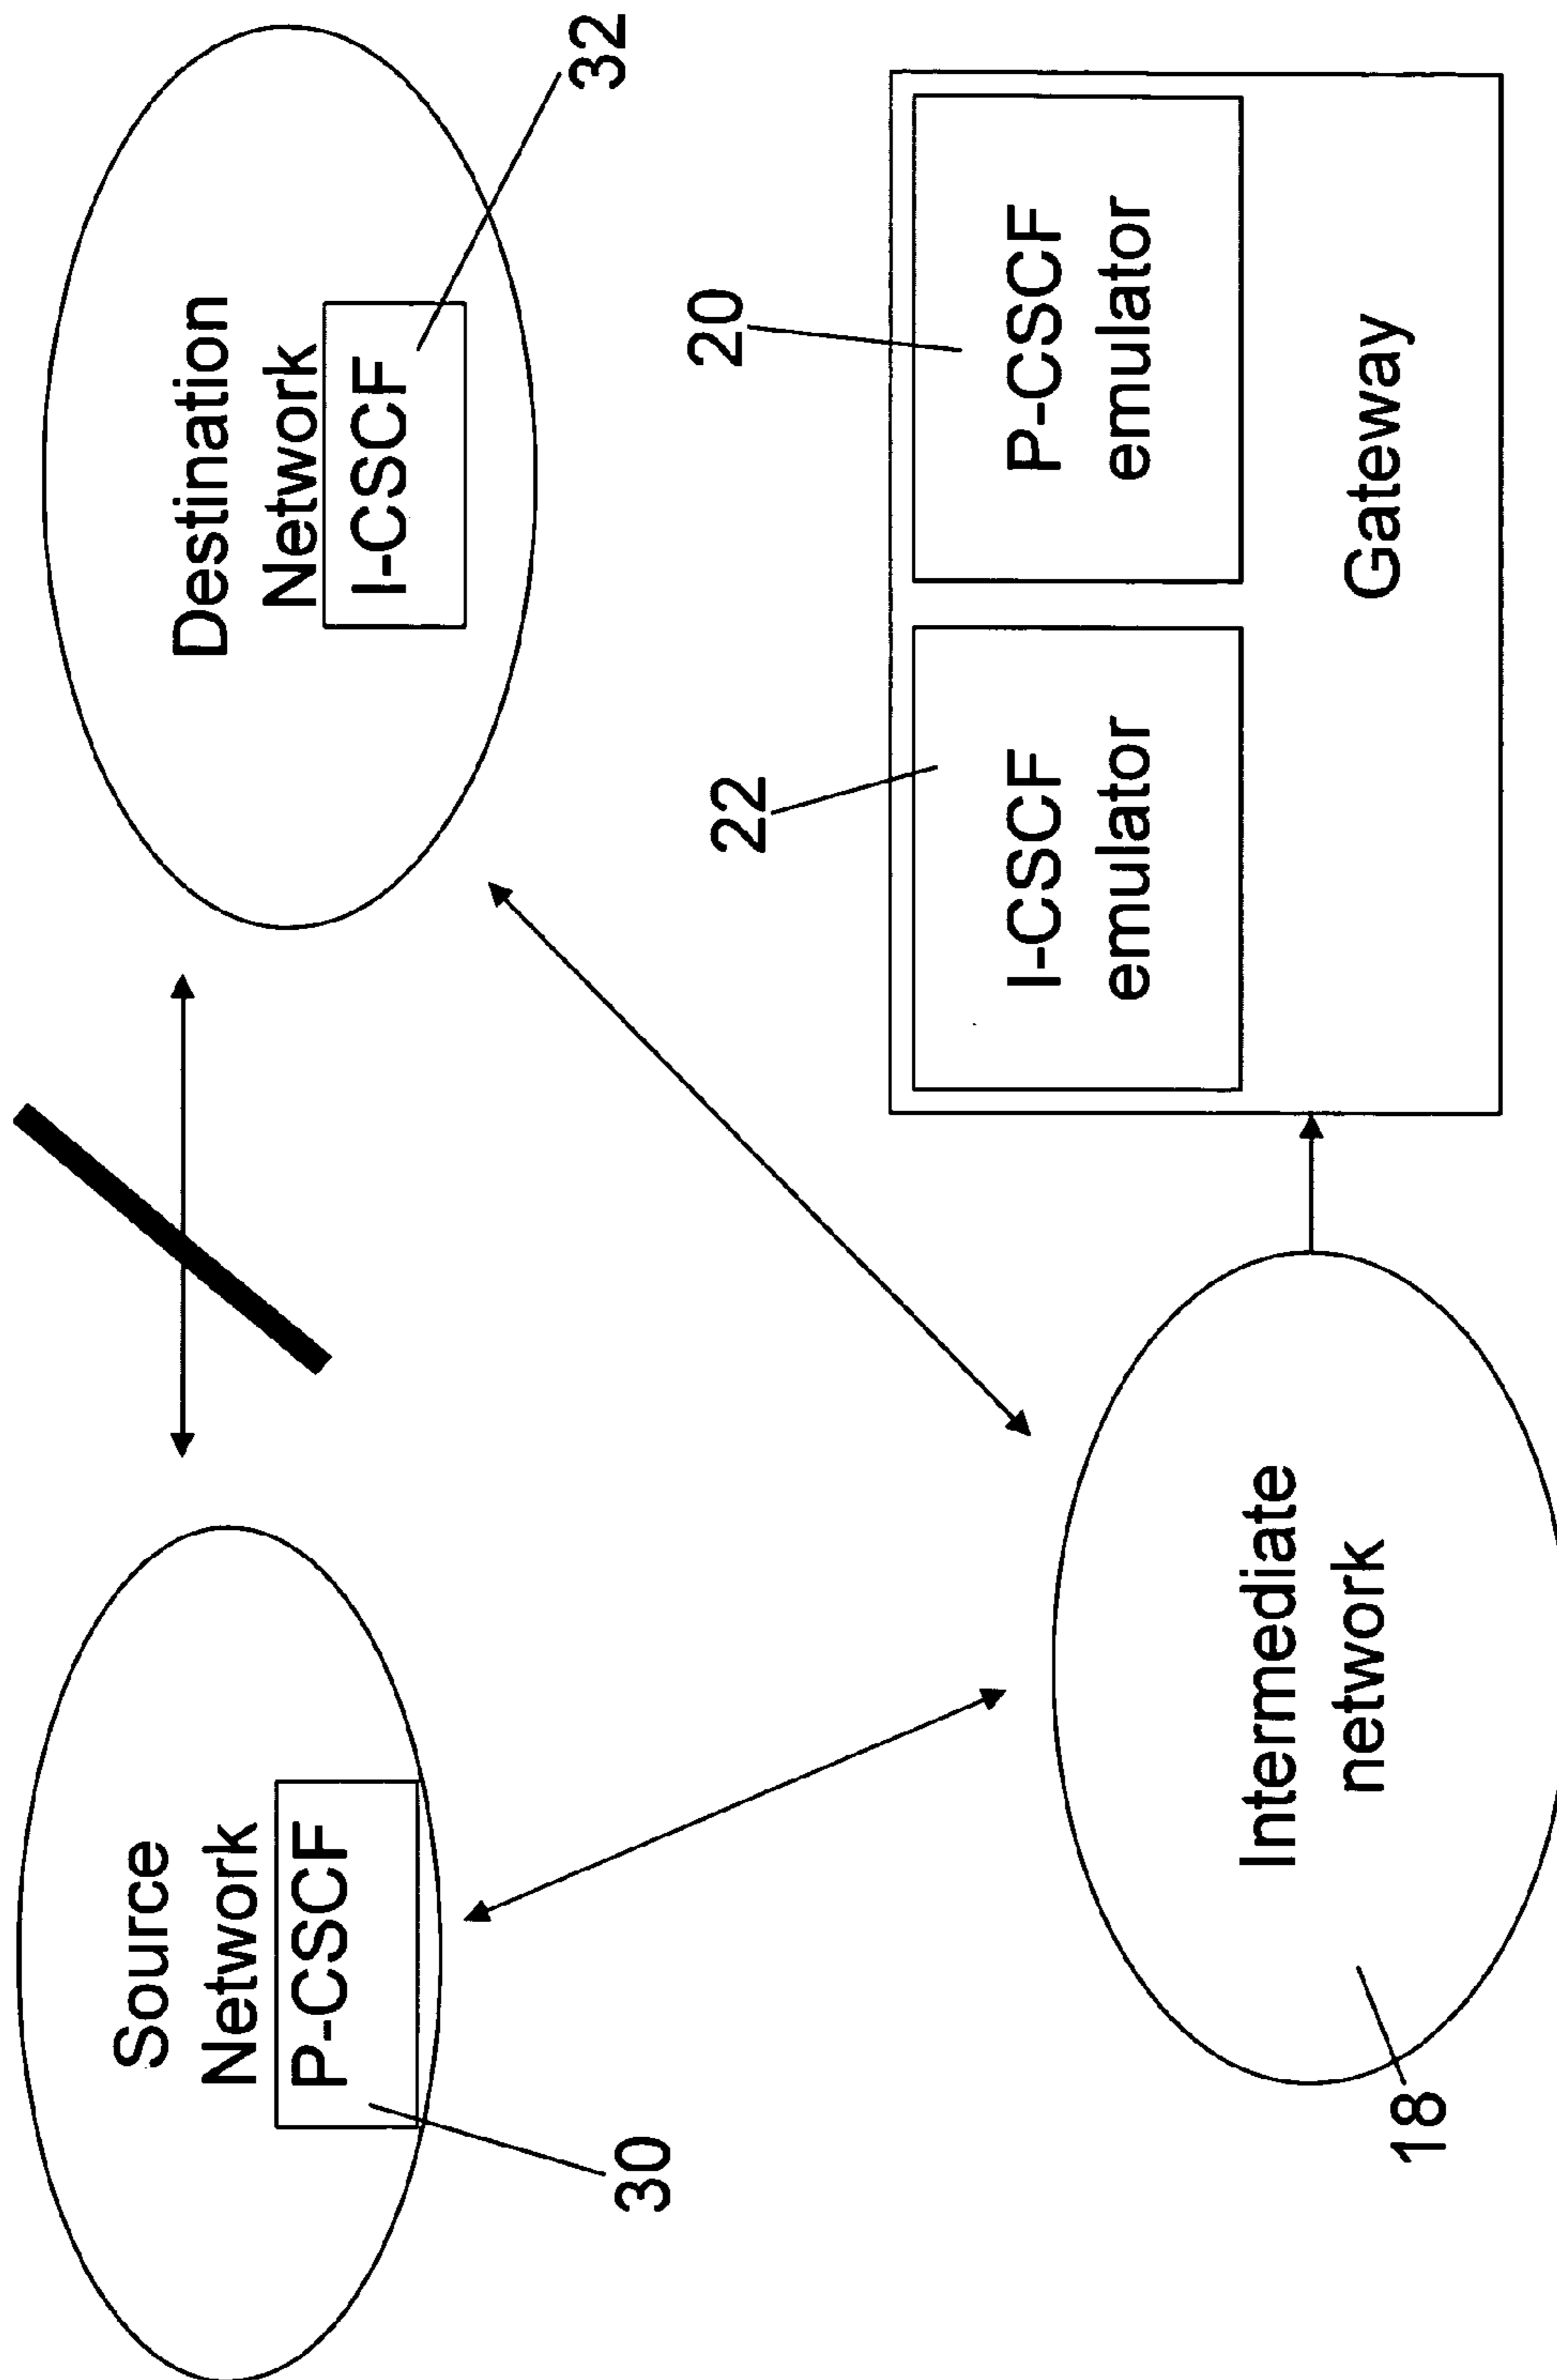 Source
Network
P-CSCF
30
Destination
Network
I-CSCF
32
Intermediate
network
18
22
20
I-CSCF
emulator
P-CSCF
emulator
Gateway